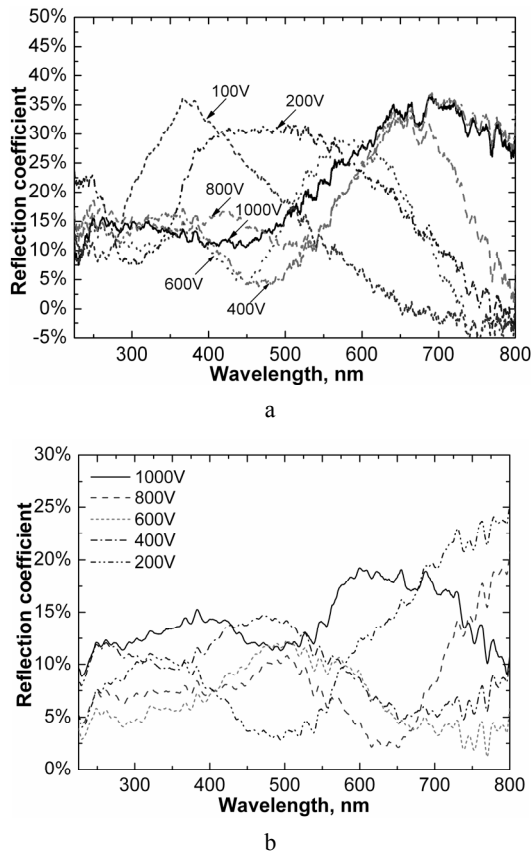 50%
45%
40%
35%
30%
25%
20%
15%
10%
5%
0%
-5%
Reflection coefficient
100V
200V
800V
1000V
600V
400V
300 400 500 600 700 800
Wavelength, nm
a
30%
25%
20%
15%
10%
5%
0%
Reflection coefficient
1000V
800V
600V
400V
200V
300 400 500 600 700 800
Wavelength, nm
b